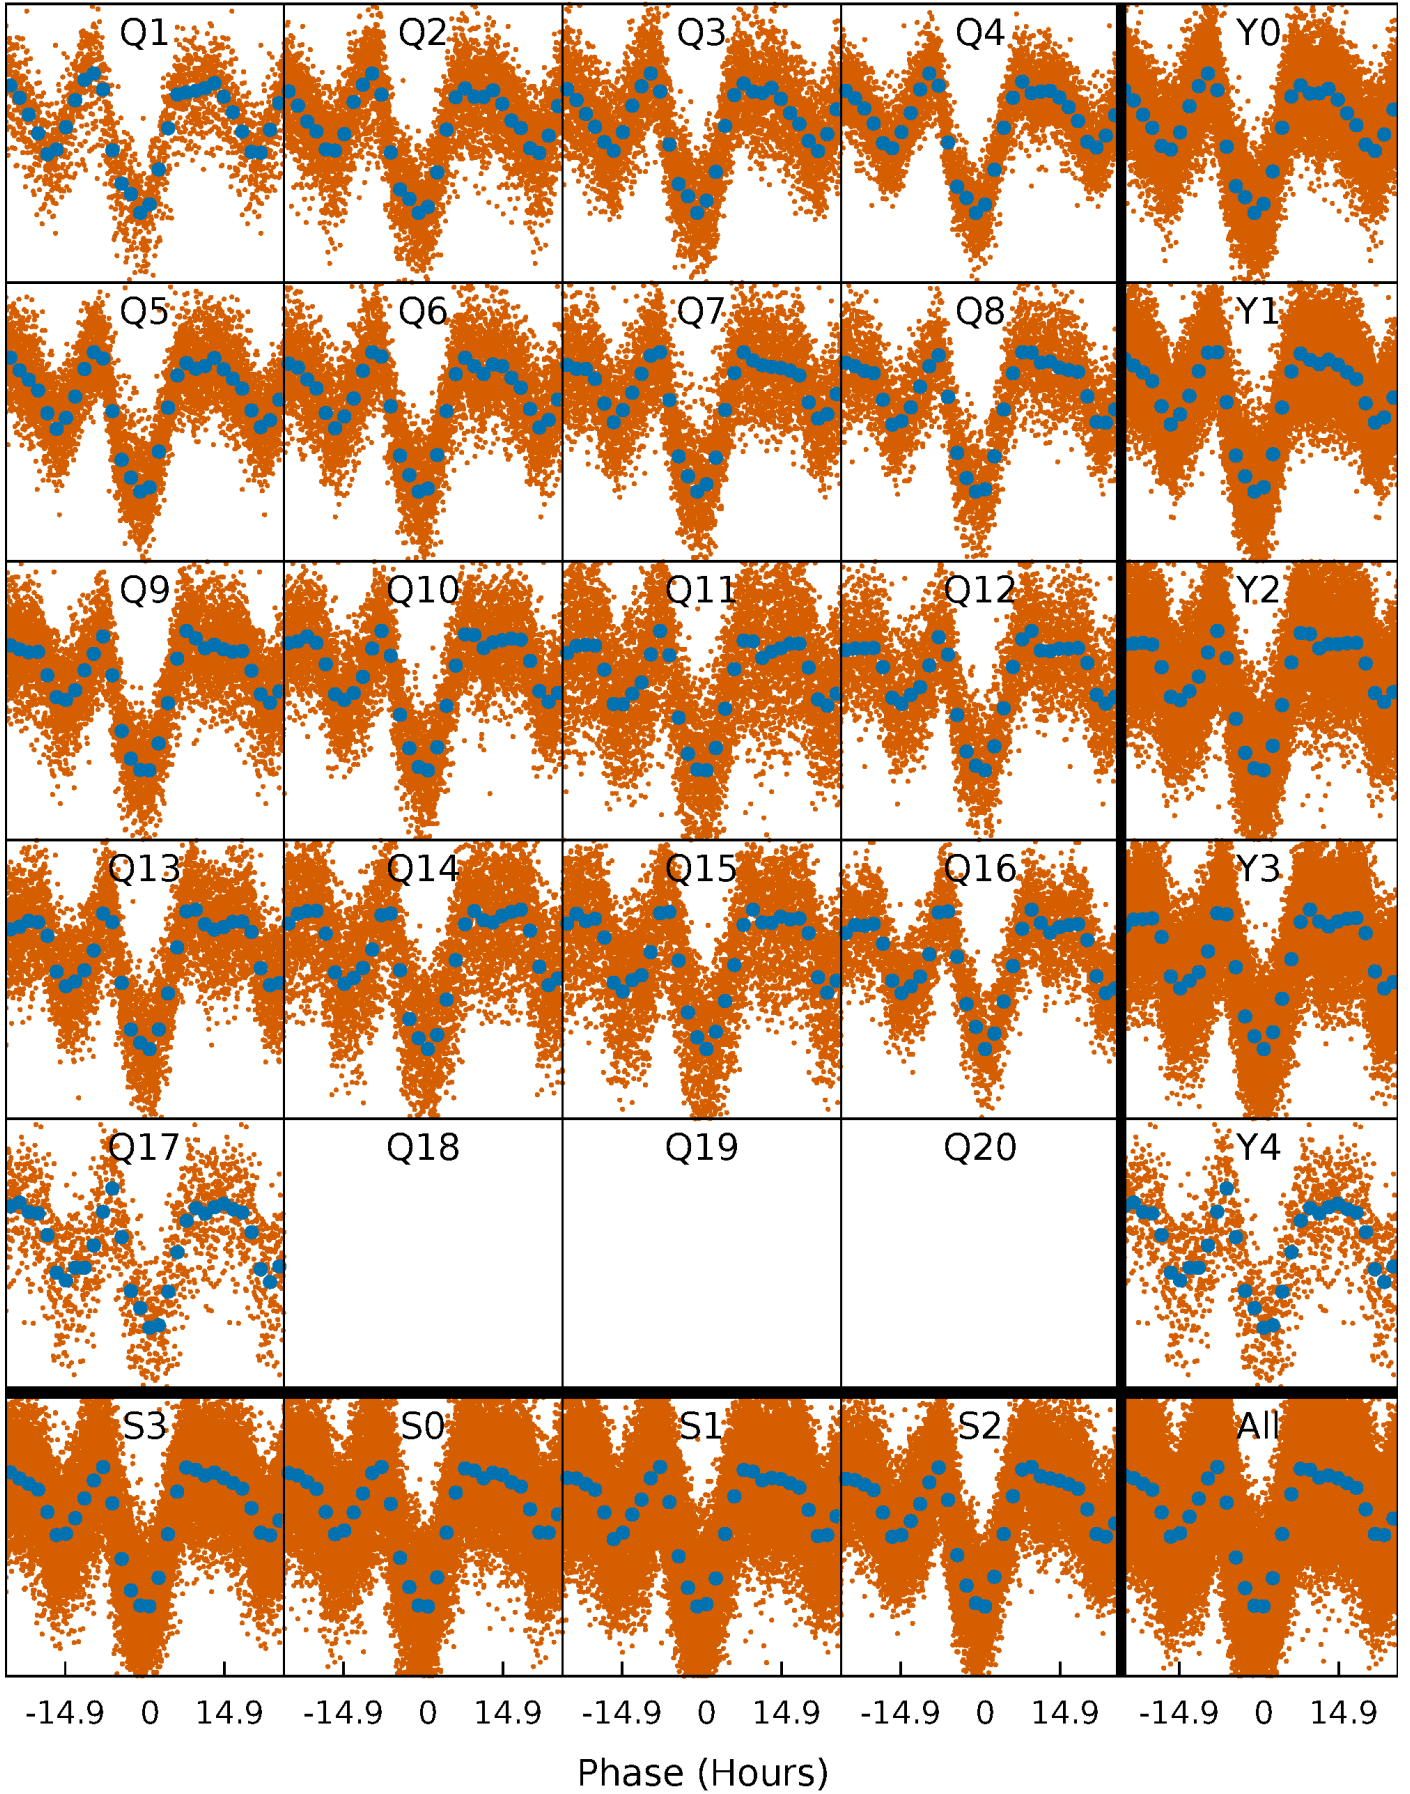 Q1 Q2 Q3 Q4 Y0
Q5 Q6 Q7 Q8 Y1
Q9 Q10 Q11 Q12 Y2
Q13 Q14 Q15 Q16 Y3
Q17 Q18 Q19 Q20 Y4
S3 S0 S1 S2 All
-14.9 0 14.9 -14.9 0 14.9 -14.9 0 14.9 -14.9 0 14.9 -14.9 0 14.9
Phase (Hours)